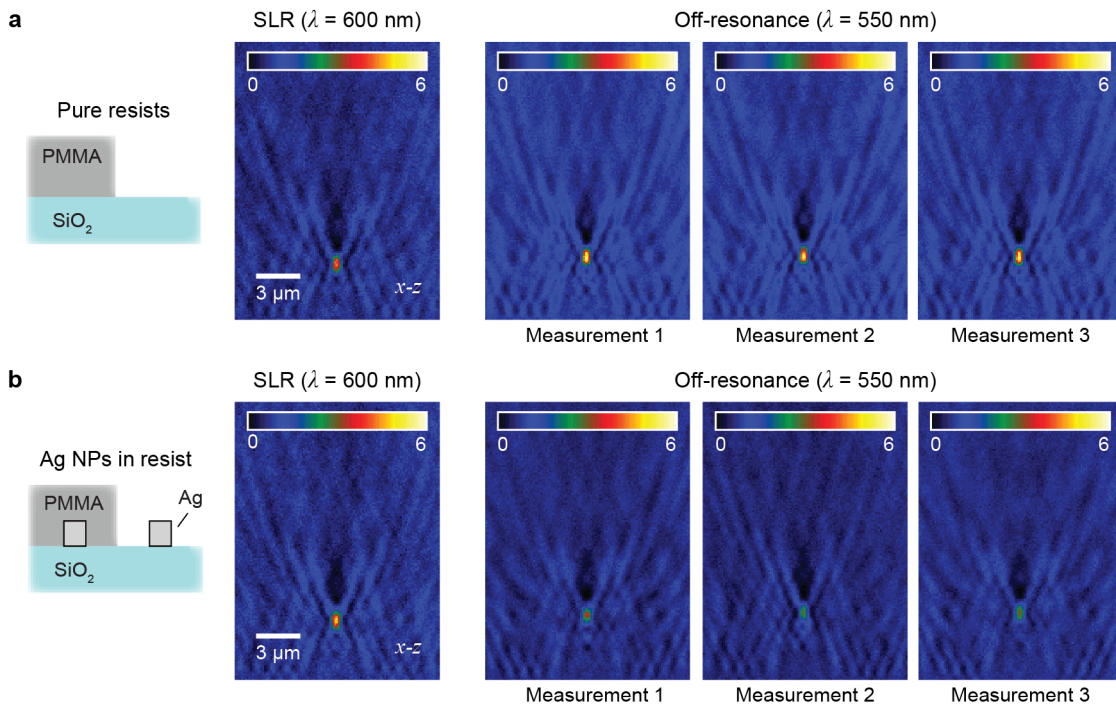 a
SLR (λ = 600 nm)
Off-resonance (λ = 550 nm)
Pure resists
PMMA
SiO2
0 6
0 6
0 6
0 6
3 μm
x-z
Measurement 1
Measurement 2
Measurement 3
b
SLR (λ = 600 nm)
Off-resonance (λ = 550 nm)
Ag NPs in resist
PMMA
Ag
SiO2
0 6
0 6
0 6
0 6
3 μm
x-z
Measurement 1
Measurement 2
Measurement 3